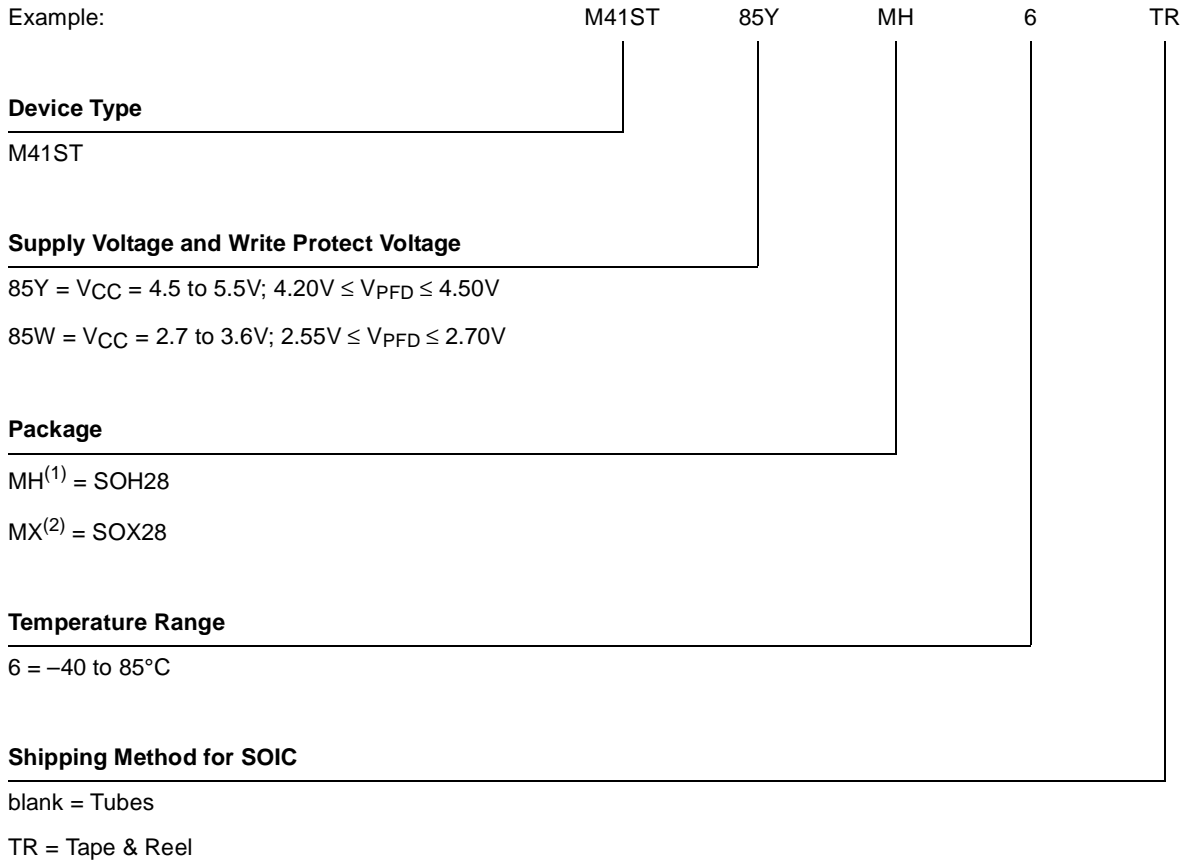 Example: M41ST 85Y MH 6 TR
Device Type
M41ST
Supply Voltage and Write Protect Voltage
85Y = VCC = 4.5 to 5.5V; 4.20V ≤ VPFD ≤ 4.50V
85W = VCC = 2.7 to 3.6V; 2.55V ≤ VPFD ≤ 2.70V
Package
MH(1) = SOH28
MX(2) = SOX28
Temperature Range
6 = –40 to 85°C
Shipping Method for SOIC
blank = Tubes
TR = Tape & Reel